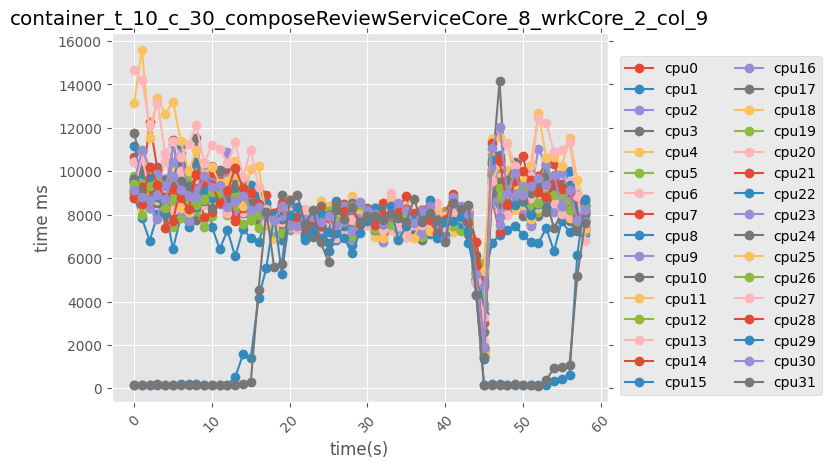 container_t_10_c_30_composeReviewServiceCore_8_wrkCore_2_col_9
16000
14000
12000
10000
8000
6000
4000
2000
0
time ms
0 10 20 30 40 50 60
time(s)
cpu0 cpu16
cpu1 cpu17
cpu2 cpu18
cpu3 cpu19
cpu4 cpu20
cpu5 cpu21
cpu6 cpu22
cpu7 cpu23
cpu8 cpu24
cpu9 cpu25
cpu10 cpu26
cpu11 cpu27
cpu12 cpu28
cpu13 cpu29
cpu14 cpu30
cpu15 cpu31